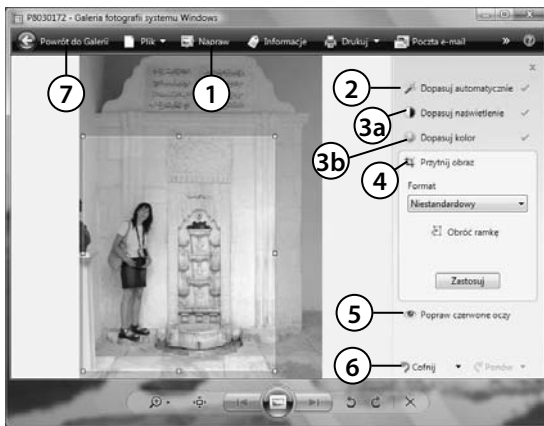 P8030172 - Galeria fotografii systemu Windows
Powrót do Galerii Plik Napraw Informacje Drukuj Poczta e-mail »
7
1
2 Dopasuj automatycznie
3a Dopasuj naświetlenie
3b Dopasuj kolor
4 Przytnij obraz
Format
Niestandardowy
Obróć ramkę
Zastosuj
5 Popraw czerwone oczy
6 Cofnij Ponów